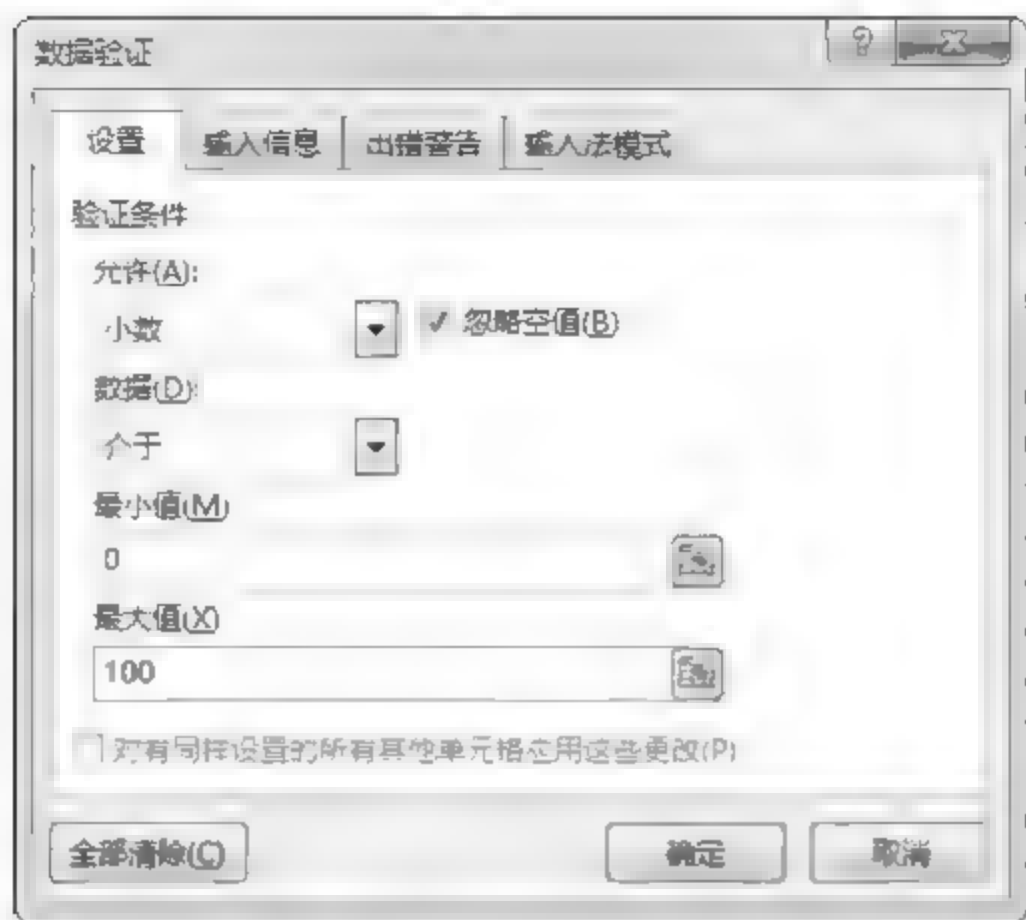 数据验证
设置 输入信息 出错警告 输入法模式
验证条件
允许(A):
小数 忽略空值(B)
数据(D):
介于
最小值(M)
0
最大值(X)
100
对有同样设置的所有其他单元格应用这些更改(P)
全部清除(C) 确定 取消